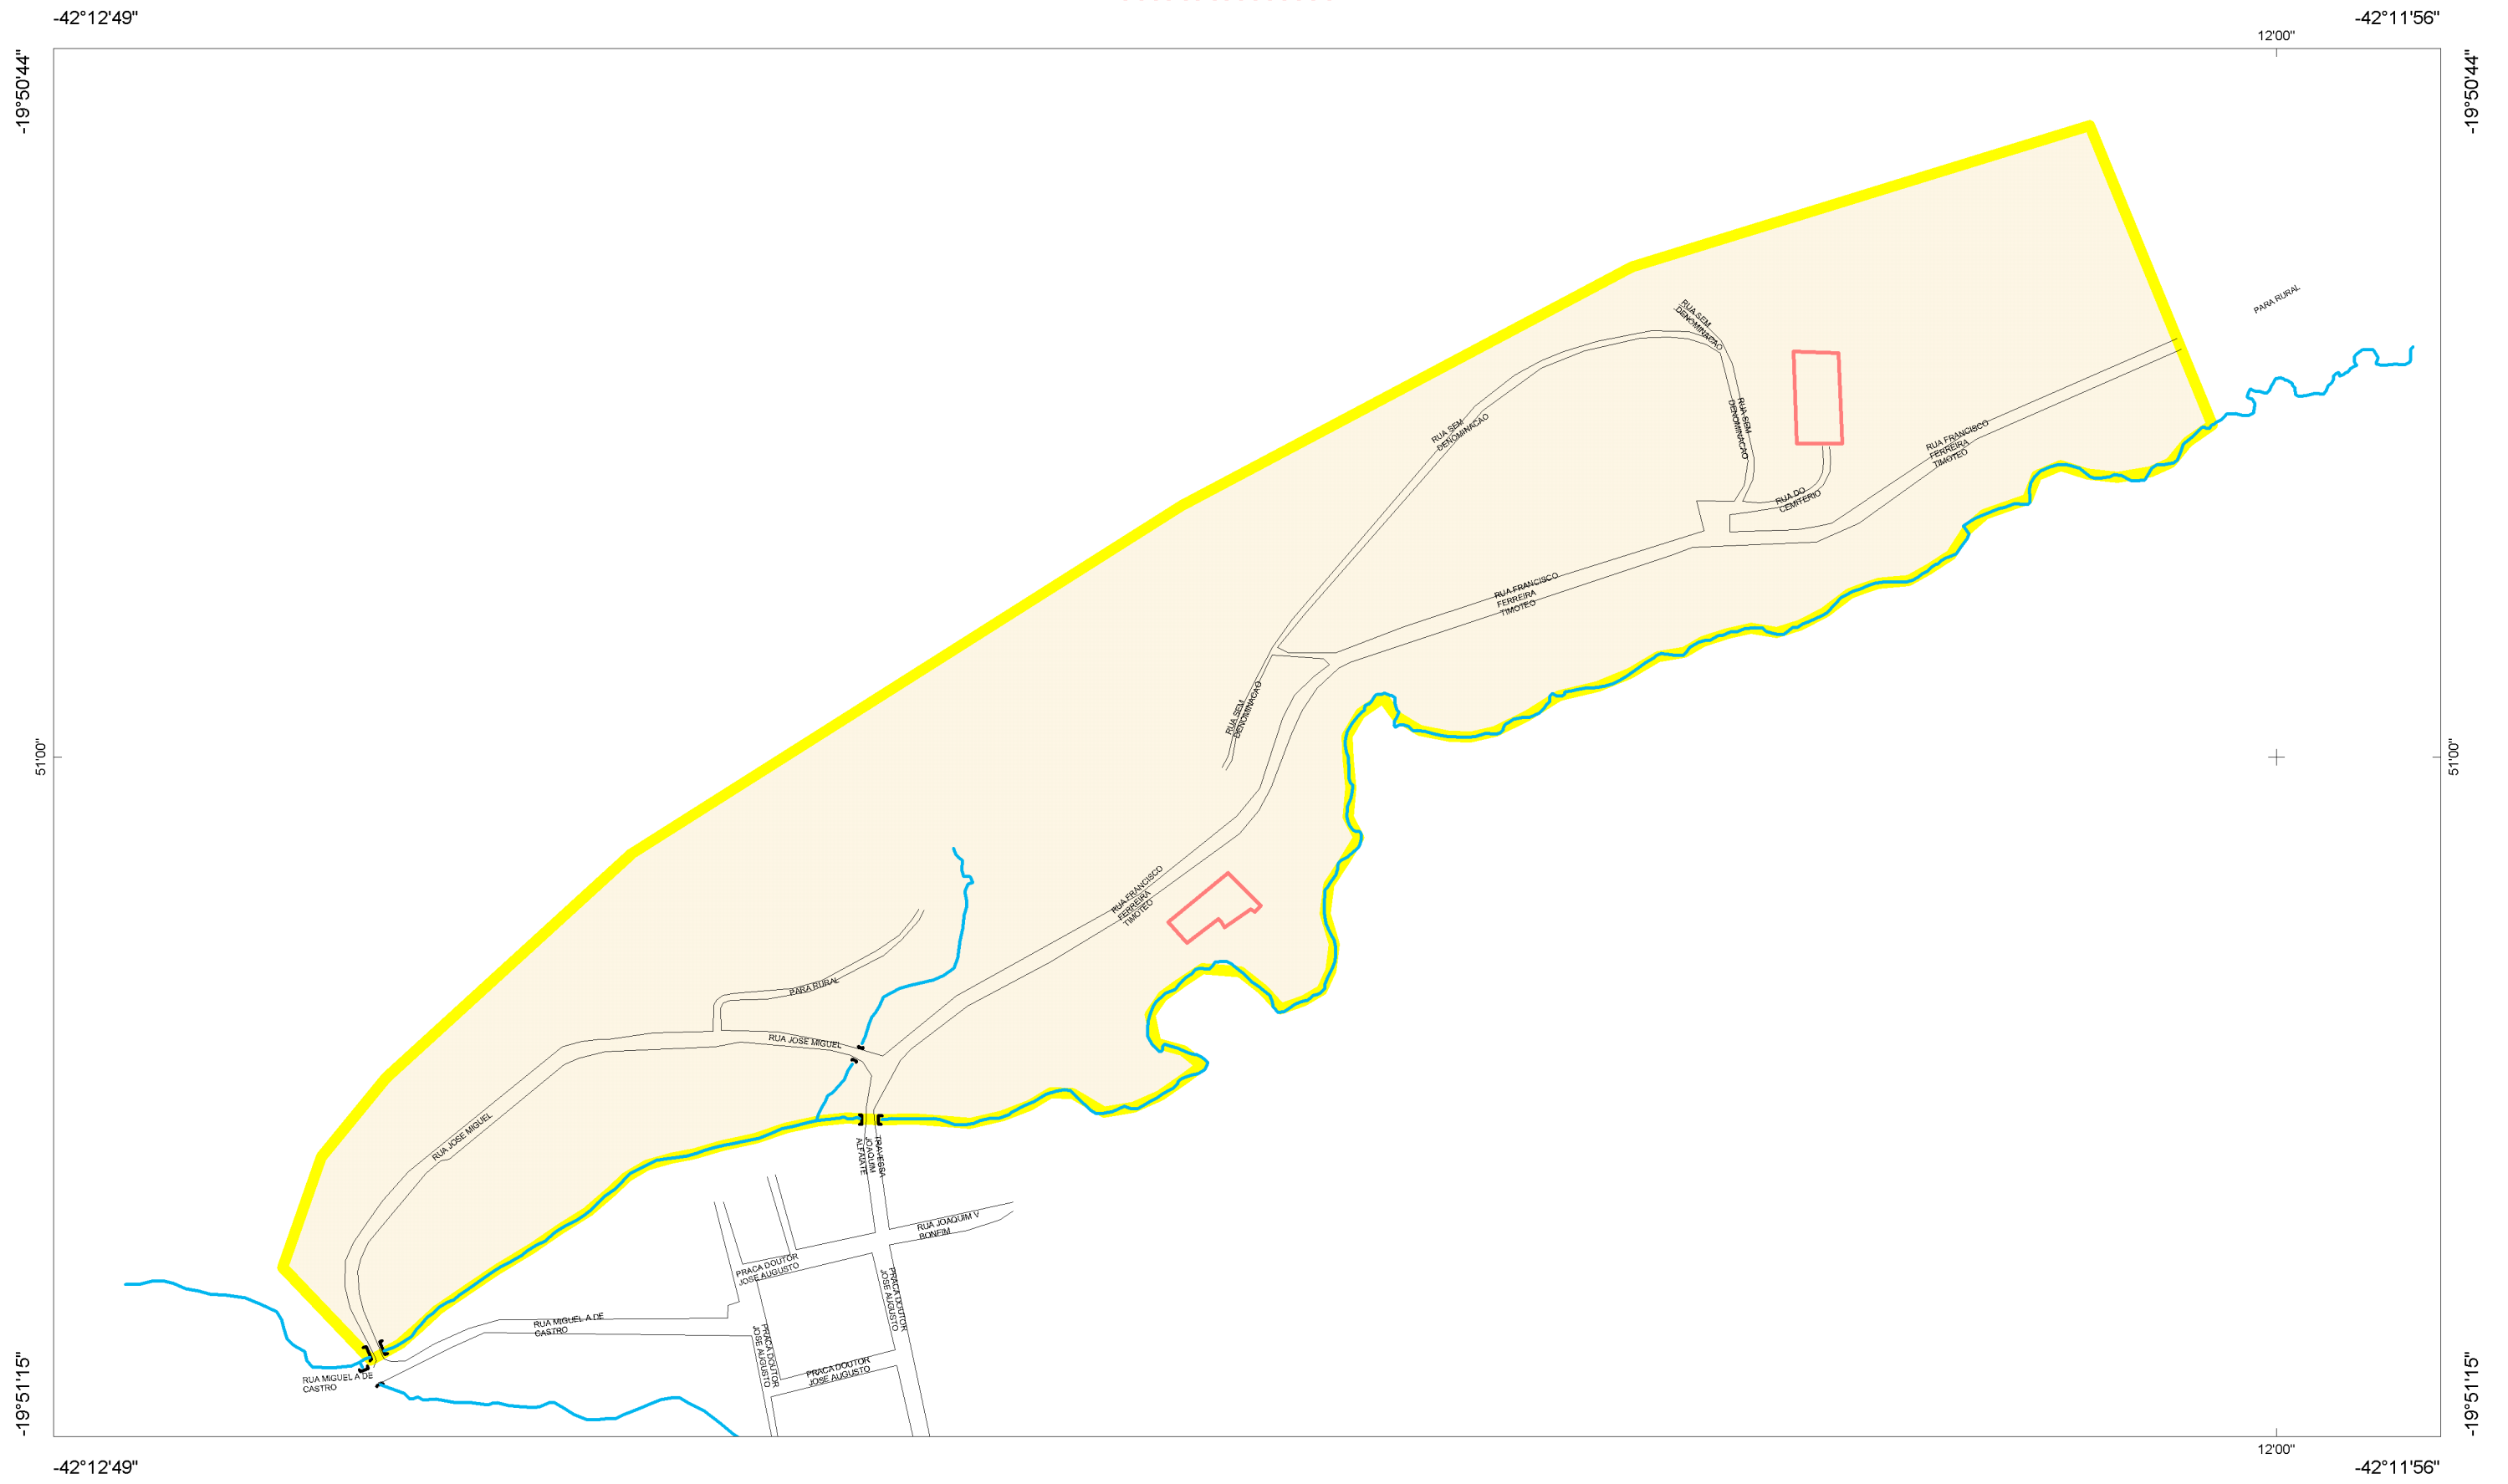 -42°12'49"
-42°11'56"
12'00"
-19°50'44"
-19°50'44"
PARA RURAL
RUA SEM
DENOMINACAO
RUA SEM
DENOMINACAO
RUA SEM
DENOMINACAO
RUA FRANCISCO
FERREIRA
TIMOTEO
RUA DO
CEMITERIO
RUA FRANCISCO
FERREIRA
TIMOTEO
RUA SEM
DENOMINACAO
51'00"
51'00"
RUA FRANCISCO
FERREIRA
TIMOTEO
PARA RURAL
RUA JOSE MIGUEL
RUA JOSE MIGUEL
TRAVESSA
JOAQUIM
ALFAIATE
RUA JOAQUIM V
BONFIM
PRACA DOUTOR
JOSE AUGUSTO
PRACA DOUTOR
JOSE AUGUSTO
RUA MIGUEL A DE
CASTRO
PRACA DOUTOR
JOSE AUGUSTO
PRACA DOUTOR
JOSE AUGUSTO
RUA MIGUEL A DE
CASTRO
-19°51'15"
-19°51'15"
12'00"
-42°12'49"
-42°11'56"